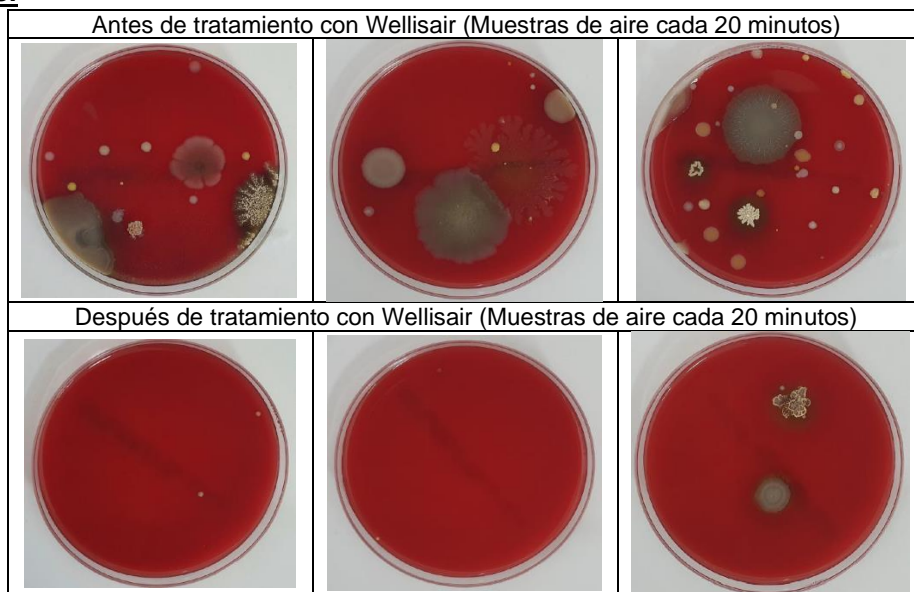 Antes de tratamiento con Wellisair (Muestras de aire cada 20 minutos)
Después de tratamiento con Wellisair (Muestras de aire cada 20 minutos)